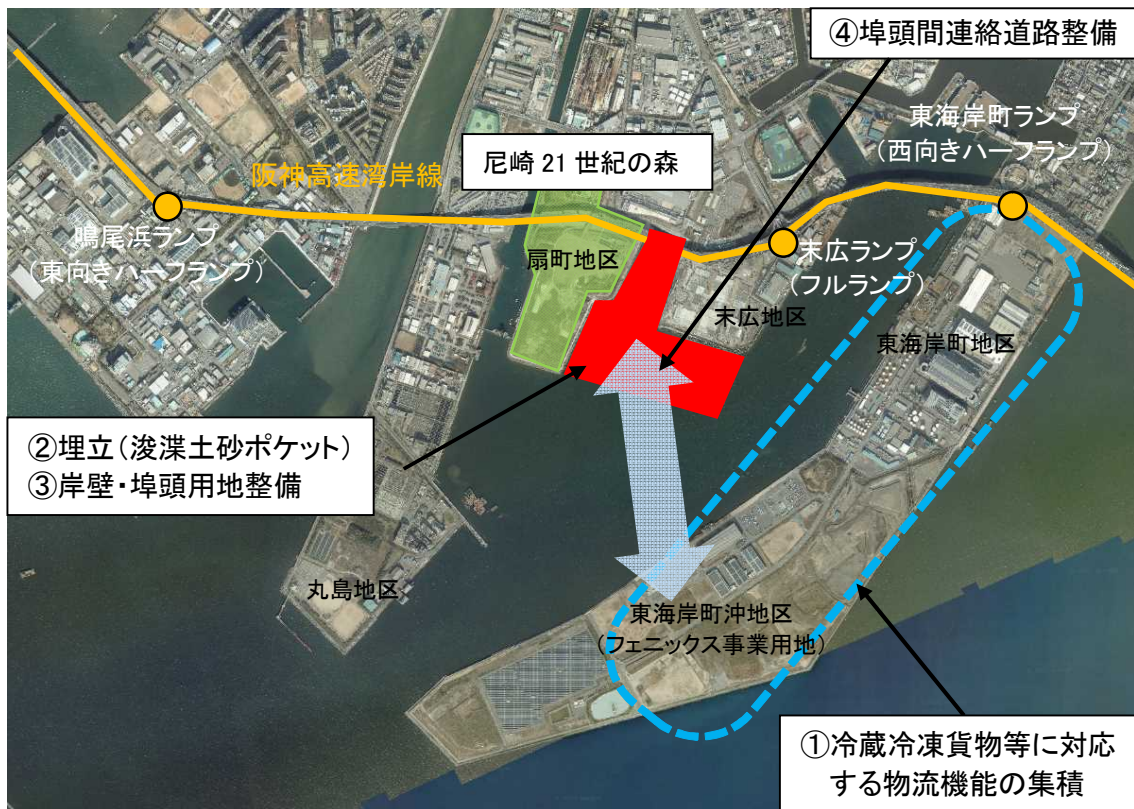 ④埠頭間連絡道路整備
東海岸町ランプ
(西向きハーフランプ)
尼崎 21 世紀の森
阪神高速湾岸線
鳴尾浜ランプ
(東向きハーフランプ)
扇町地区
末広ランプ
(フルランプ)
末広地区
東海岸町地区
②埋立(浚渫土砂ポケット)
③岸壁・埠頭用地整備
丸島地区
東海岸町沖地区
(フェニックス事業用地)
①冷蔵冷凍貨物等に対応
する物流機能の集積